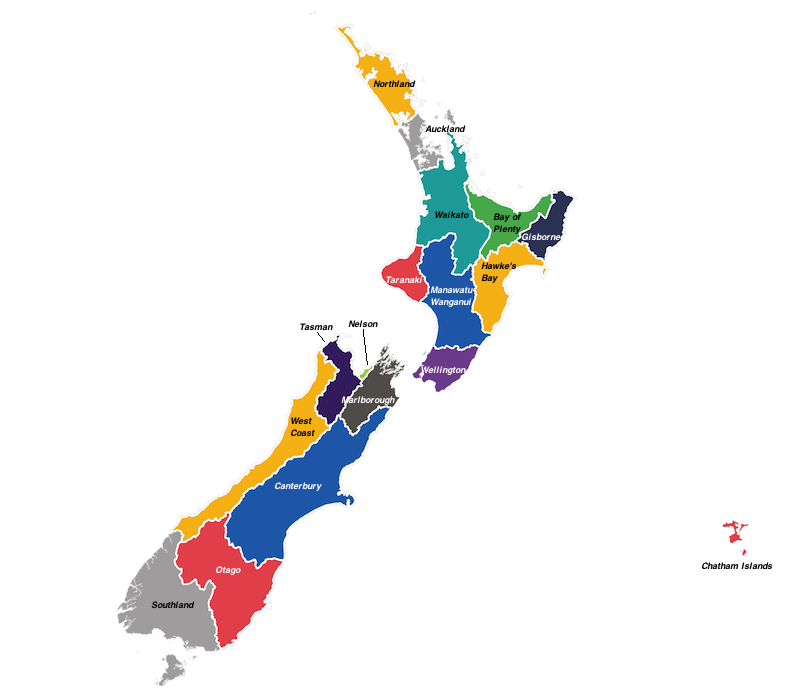 Northland
Auckland
Waikato
Bay of
Plenty
Gisborne
Hawke's
Bay
Taranaki
Manawatu
Wanganui
Nelson
Tasman
Wellington
Marlborough
West
Coast
Canterbury
Chatham Islands
Otago
Southland